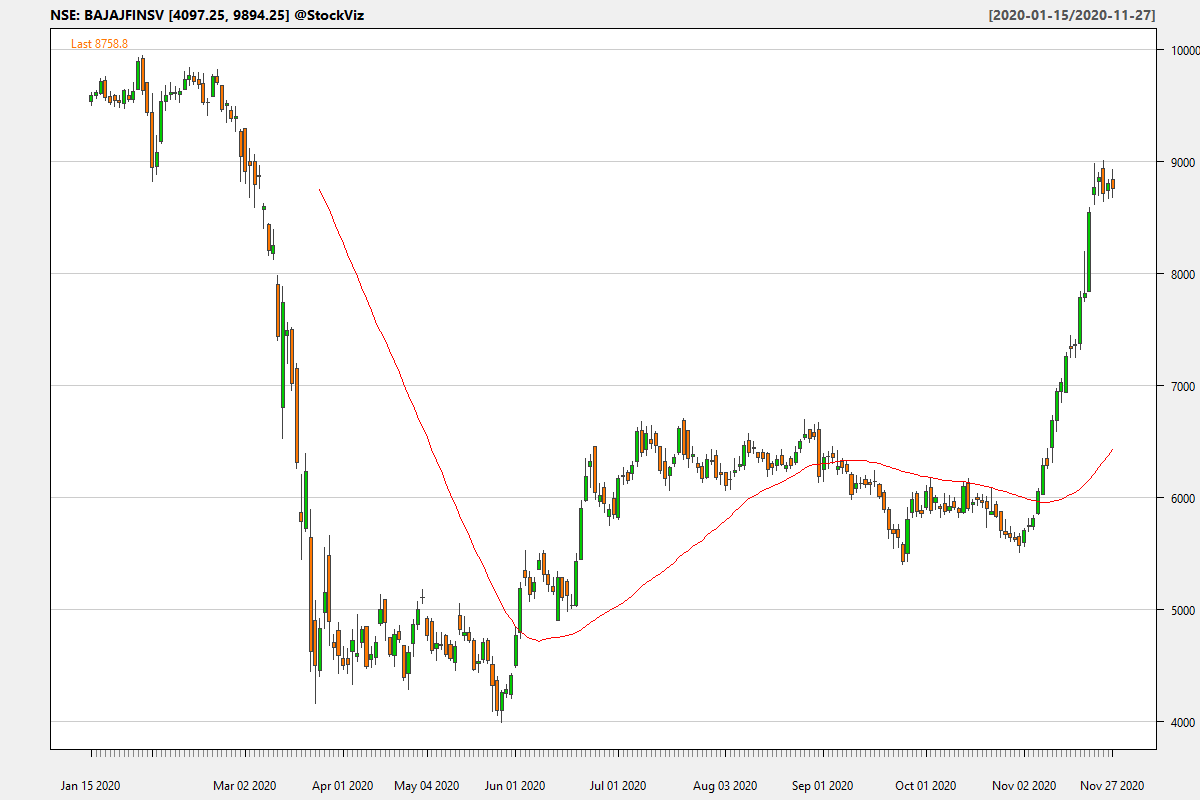 NSE: BAJAJFINSV [4097.25, 9894.25] @StockViz
[2020-01-15/2020-11-27]
Last 8758.8
10000
9000
8000
7000
6000
5000
4000
Jan 15 2020
Mar 02 2020
Apr 01 2020
May 04 2020
Jun 01 2020
Jul 01 2020
Aug 03 2020
Sep 01 2020
Oct 01 2020
Nov 02 2020
Nov 27 2020